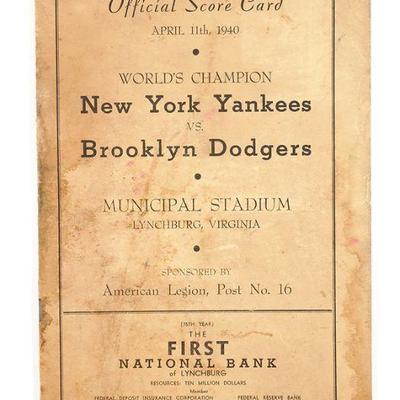 Official Score Card
APRIL 11th, 1940
WORLD'S CHAMPION
New York Yankees
VS.
Brooklyn Dodgers
MUNICIPAL STADIUM
LYNCHBURG, VIRGINIA
SPONSORED BY
American Legion, Post No. 16
(75TH YEAR)
THE
FIRST
NATIONAL BANK
of LYNCHBURG
RESOURCES: TEN MILLION DOLLARS
Member
FEDERAL DEPOSIT INSURANCE CORPORATION FEDERAL RESERVE BANK